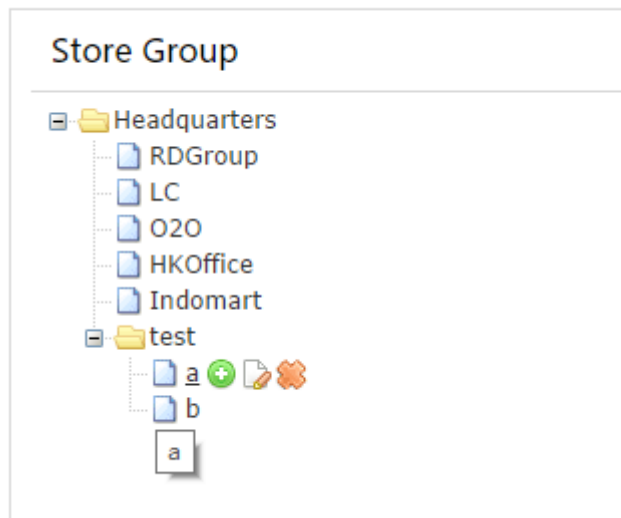 Store Group
Headquarters
RDGroup
LC
O2O
HKOffice
Indomart
test
a
b
a